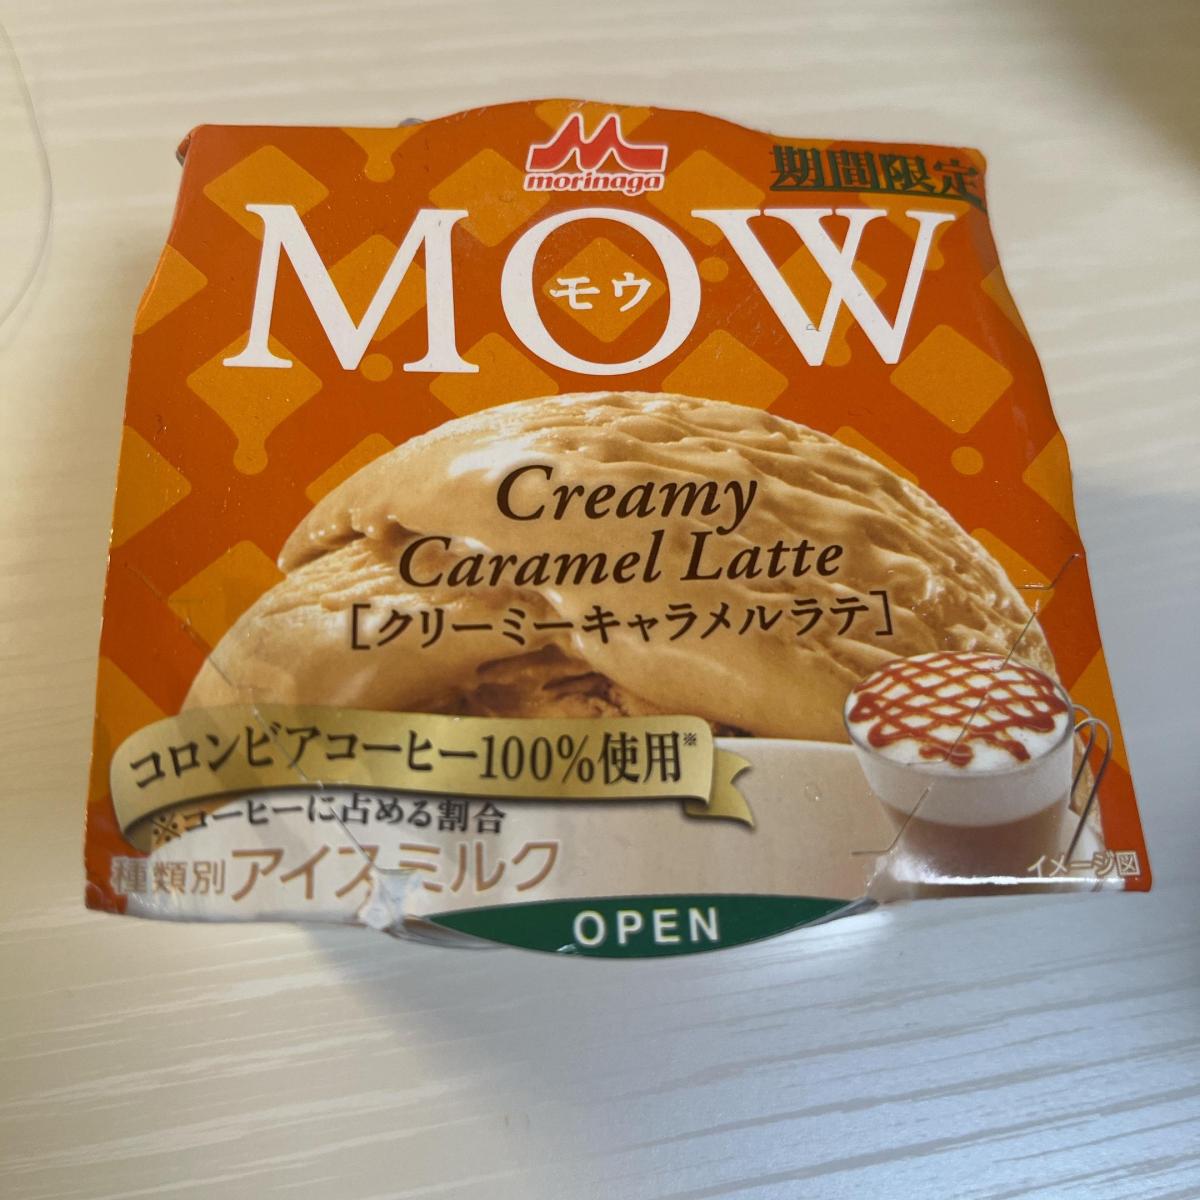 morinaga
期間限定
MOW
モウ
Creamy
Caramel Latte
[クリーミーキャラメルラテ]
コロンビアコーヒー100%使用※
※コーヒーに占める割合
種類別アイスミルク
イメージ図
OPEN